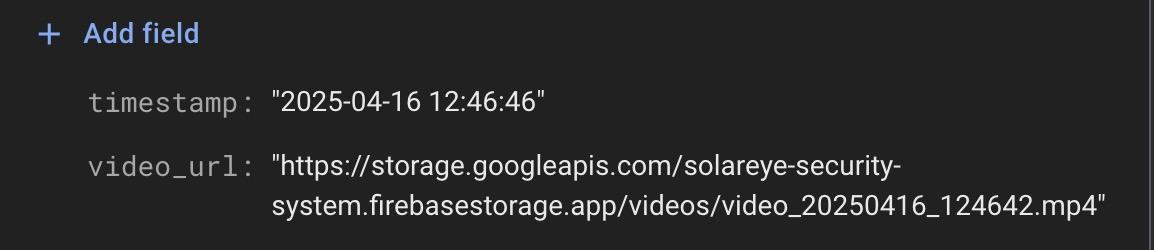 + Add field
timestamp: "2025-04-16 12:46:46"
video_url: "https://storage.googleapis.com/solareye-security-
system.firebasestorage.app/videos/video_20250416_124642.mp4"